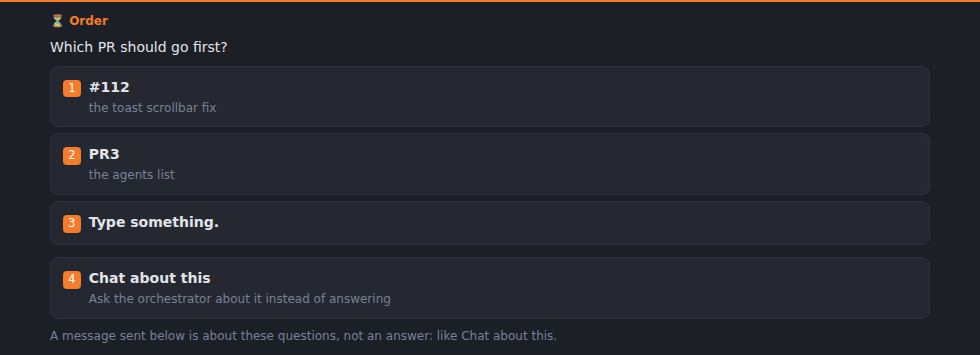 ⏳ Order
Which PR should go first?
1 #112
the toast scrollbar fix
2 PR3
the agents list
3 Type something.
4 Chat about this
Ask the orchestrator about it instead of answering
A message sent below is about these questions, not an answer: like Chat about this.